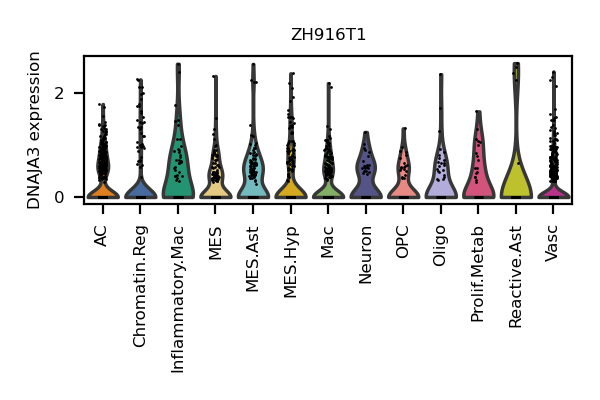 ZH916T1
DNAJA3 expression
2
0
AC
Chromatin.Reg
Inflammatory.Mac
MES
MES.Ast
MES.Hyp
Mac
Neuron
OPC
Oligo
Prolif.Metab
Reactive.Ast
Vasc